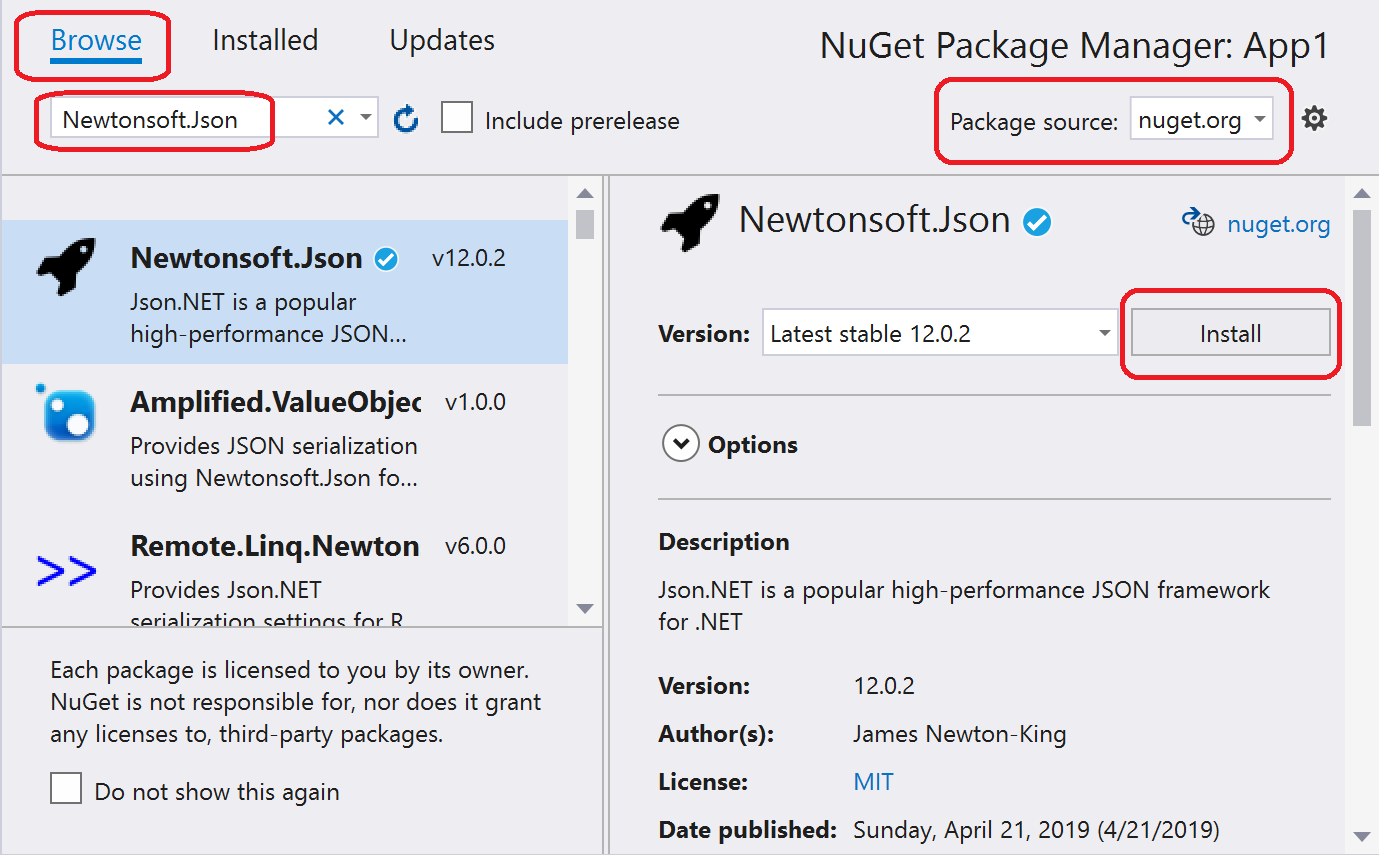 Browse Installed Updates
NuGet Package Manager: App1
Newtonsoft.Json
Include prerelease
Package source: nuget.org
Newtonsoft.Json v12.0.2
Json.NET is a popular
high-performance JSON...
Amplified.ValueObjec v1.0.0
Provides JSON serialization
using Newtonsoft.Json fo...
Remote.Linq.Newton v6.0.0
>>
Provides Json.NET
serialization settings for R
Each package is licensed to you by its owner.
NuGet is not responsible for, nor does it grant
any licenses to, third-party packages.
Do not show this again
Newtonsoft.Json
nuget.org
Version: Latest stable 12.0.2 Install
Options
Description
Json.NET is a popular high-performance JSON framework
for .NET
Version: 12.0.2
Author(s): James Newton-King
License: MIT
Date published: Sunday, April 21, 2019 (4/21/2019)